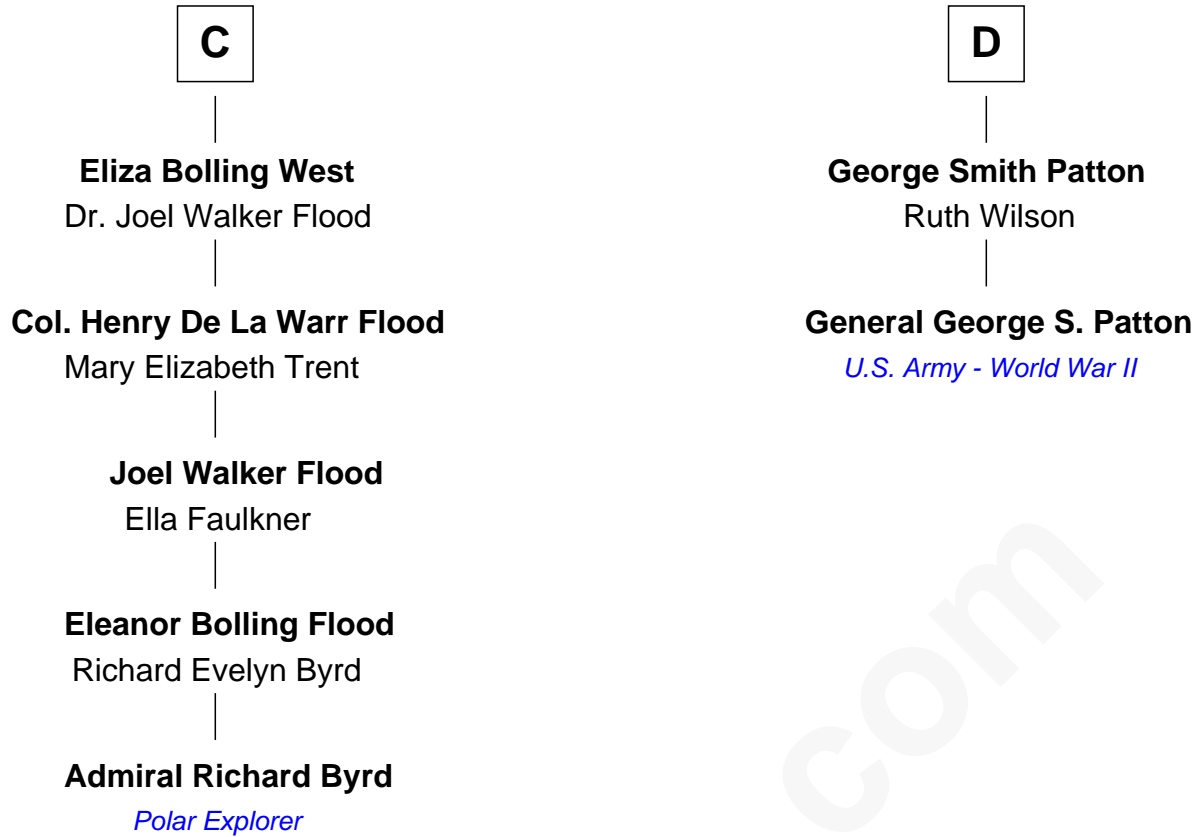 C
Eliza Bolling West
Dr. Joel Walker Flood
Col. Henry De La Warr Flood
Mary Elizabeth Trent
Joel Walker Flood
Ella Faulkner
Eleanor Bolling Flood
Richard Evelyn Byrd
Admiral Richard Byrd
Polar Explorer
D
George Smith Patton
Ruth Wilson
General George S. Patton
U.S. Army - World War II
com